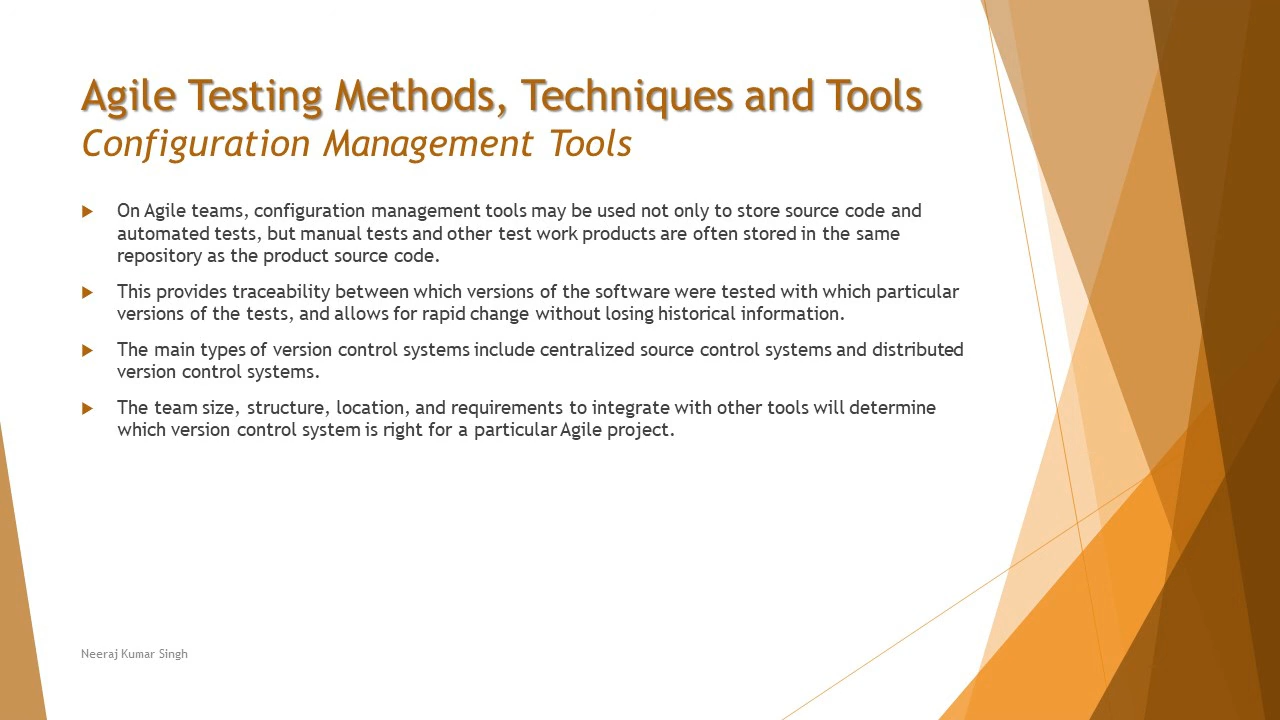 Agile Testing Methods, Techniques and Tools
Configuration Management Tools
On Agile teams, configuration management tools may be used not only to store source code and
automated tests, but manual tests and other test work products are often stored in the same
repository as the product source code.
This provides traceability between which versions of the software were tested with which particular
versions of the tests, and allows for rapid change without losing historical information.
The main types of version control systems include centralized source control systems and distributed
version control systems.
The team size, structure, location, and requirements to integrate with other tools will determine
which version control system is right for a particular Agile project.
Neeraj Kumar Singh